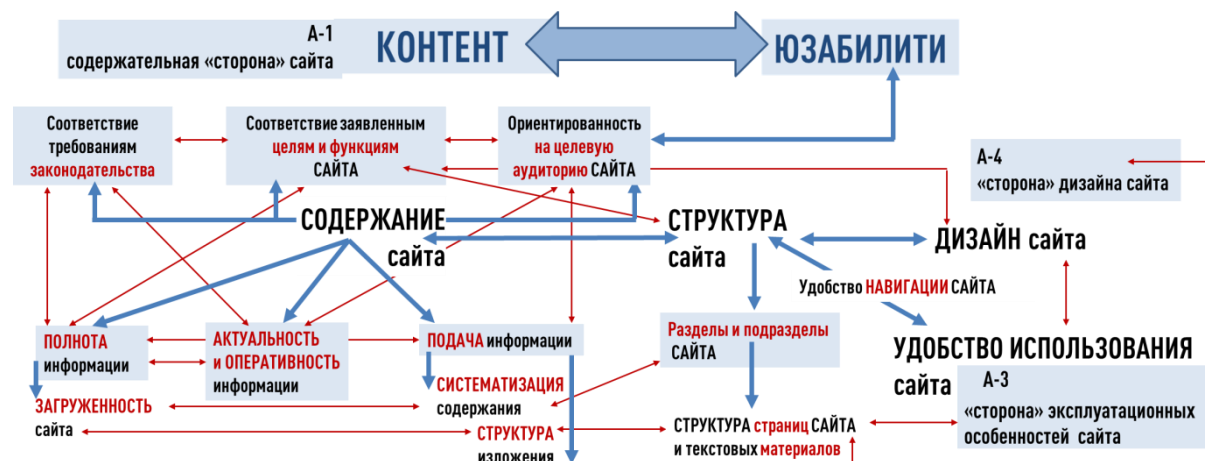 А-1
содержательная «сторона» сайта
КОНТЕНТ
ЮЗАБИЛИТИ
Соответствие
требованиям
законодательства
Соответствие заявленным
целям и функциям
САЙТА
Ориентированность
на целевую
аудиторию САЙТА
А-4
«сторона» дизайна сайта
СОДЕРЖАНИЕ
сайта
СТРУКТУРА
сайта
ДИЗАЙН сайта
Удобство НАВИГАЦИИ САЙТА
ПОЛНОТА
информации
АКТУАЛЬНОСТЬ
и ОПЕРАТИВНОСТЬ
информации
ПОДАЧА информации
Разделы и подразделы
САЙТА
УДОБСТВО ИСПОЛЬЗОВАНИЯ
сайта
А-3
«сторона» эксплуатационных
особенностей сайта
ЗАГРУЖЕННОСТЬ
сайта
СИСТЕМАТИЗАЦИЯ
содержания
СТРУКТУРА
изложения
СТРУКТУРА страниц САЙТА
и текстовых материалов